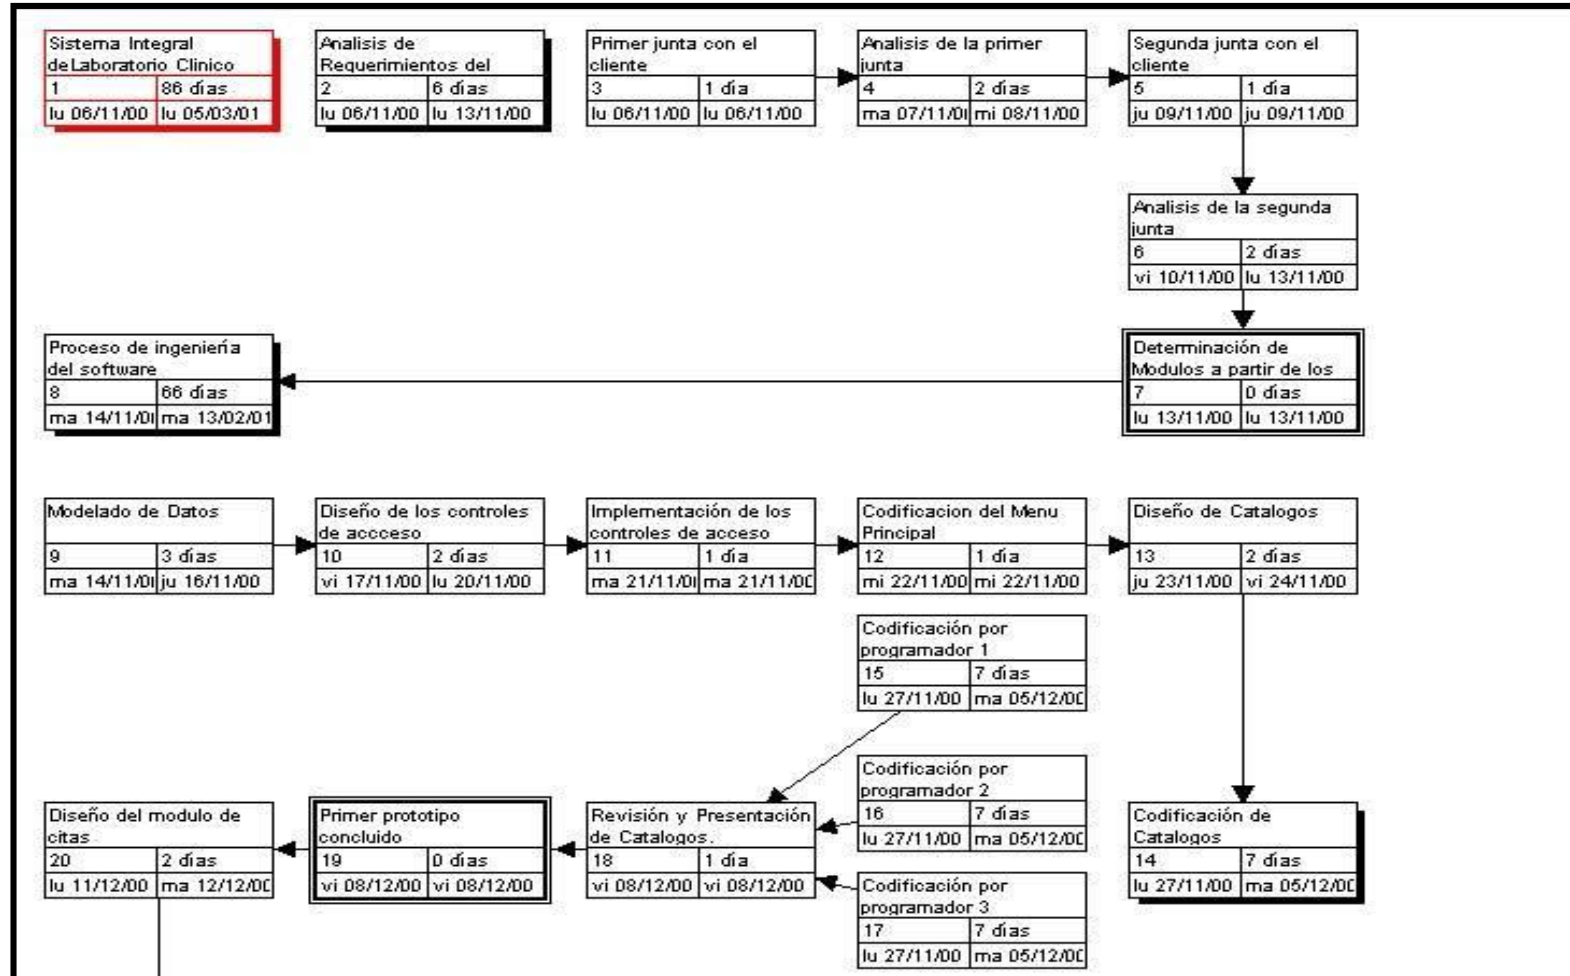 Sistema Integral
deLaboratorio Clinico
1 86 días
lu 06/11/00 lu 05/03/01
Analisis de
Requerimientos del
2 6 días
lu 06/11/00 lu 13/11/00
Primer junta con el
cliente
3 1 día
lu 06/11/00 lu 06/11/00
Analisis de la primer
junta
4 2 días
ma 07/11/0 mi 08/11/00
Segunda junta con el
cliente
5 1 día
ju 09/11/00 ju 09/11/00
Analisis de la segunda
junta
6 2 días
vi 10/11/00 lu 13/11/00
Proceso de ingeniería
del software
8 66 días
ma 14/11/0 ma 13/02/01
Determinación de
Modulos a partir de los
7 0 días
lu 13/11/00 lu 13/11/00
Modelado de Datos
9 3 días
ma 14/11/0 ju 16/11/00
Diseño de los controles
de accceso
10 2 días
vi 17/11/00 lu 20/11/00
Implementación de los
controles de acceso
11 1 día
ma 21/11/0 ma 21/11/00
Codificacion del Menu
Principal
12 1 día
mi 22/11/00 mi 22/11/00
Diseño de Catalogos
13 2 días
ju 23/11/00 vi 24/11/00
Codificación por
programador 1
15 7 días
lu 27/11/00 ma 05/12/00
Diseño del modulo de
citas
20 2 días
lu 11/12/00 ma 12/12/00
Primer prototipo
concluido
19 0 días
vi 08/12/00 vi 08/12/00
Revisión y Presentación
de Catalogos.
18 1 día
vi 08/12/00 vi 08/12/00
Codificación por
programador 2
16 7 días
lu 27/11/00 ma 05/12/00
Codificación de
Catalogos
14 7 días
lu 27/11/00 ma 05/12/00
Codificación por
programador 3
17 7 días
lu 27/11/00 ma 05/12/00